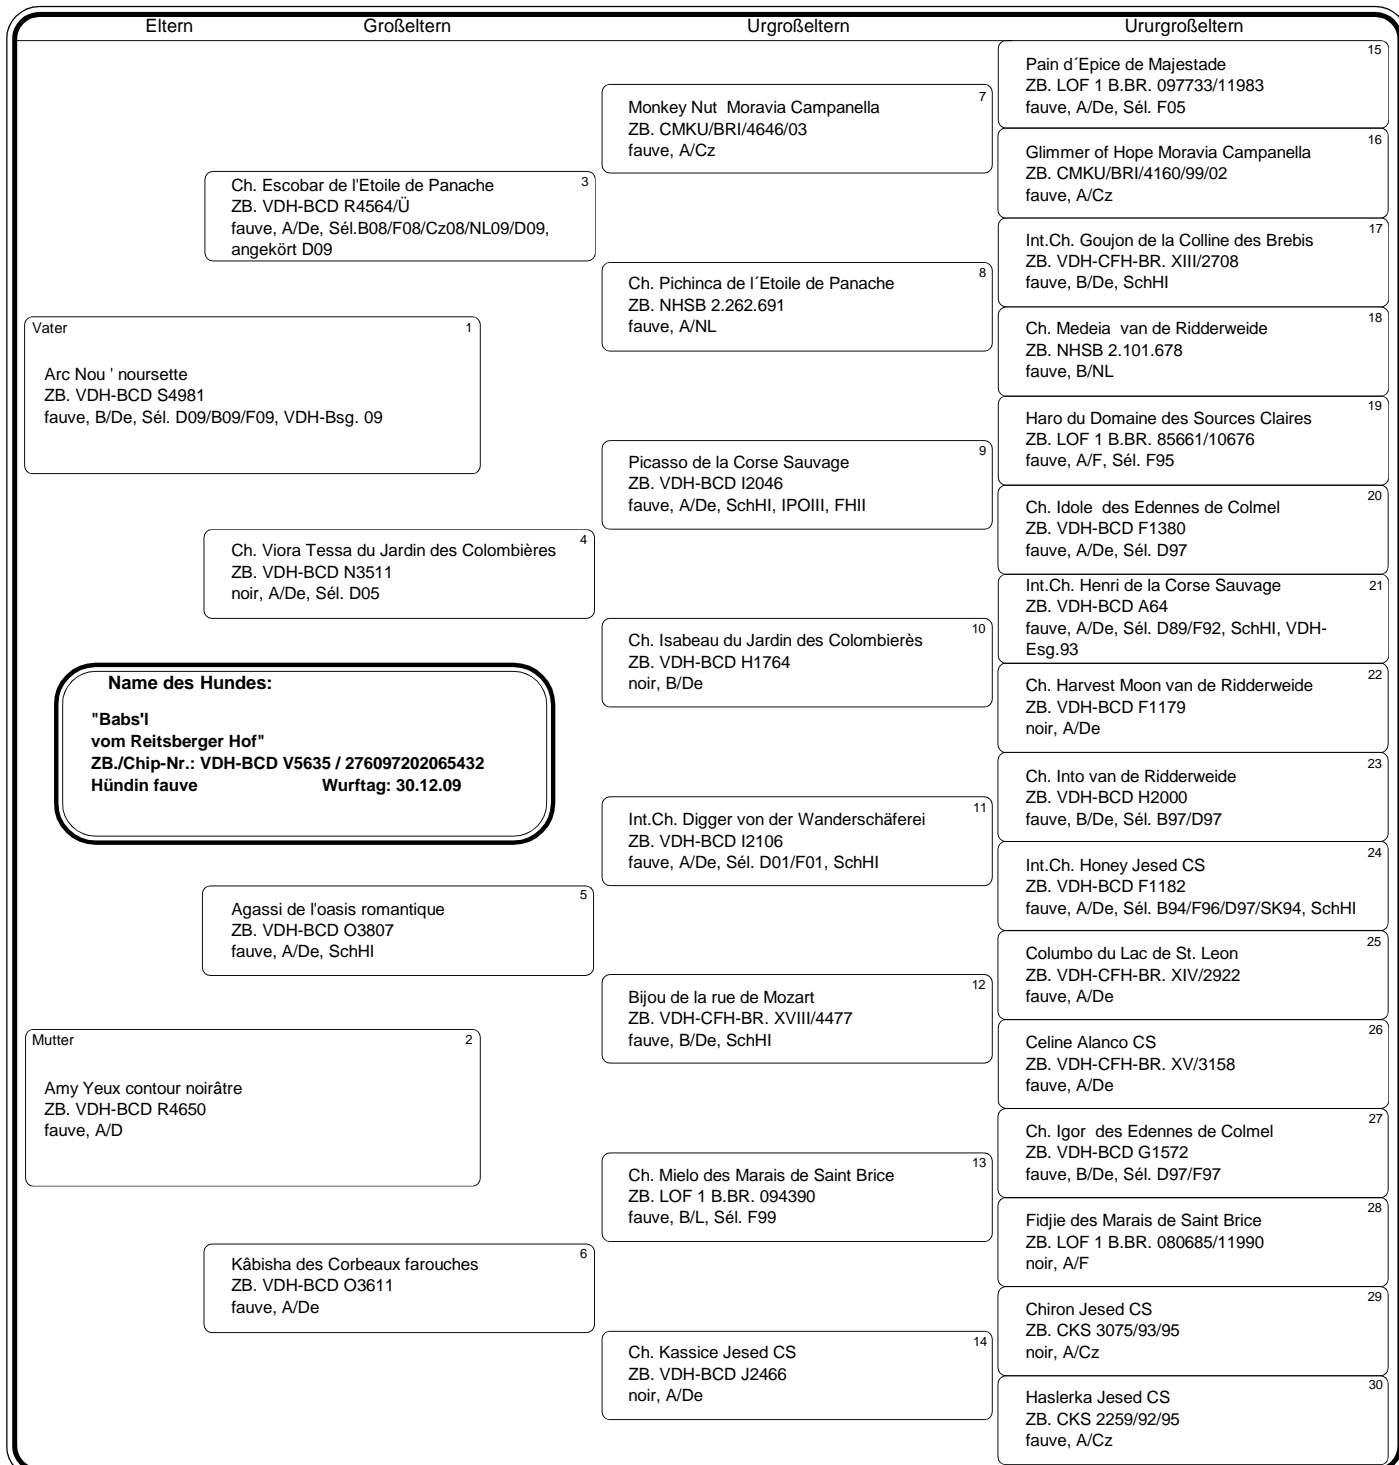 Eltern Großeltern Urgroßeltern Ururgroßeltern
Vater 1
Arc Nou ' noursette
ZB. VDH-BCD S4981
fauve, B/De, Sél. D09/B09/F09, VDH-Bsg. 09
Mutter 2
Amy Yeux contour noirâtre
ZB. VDH-BCD R4650
fauve, A/D
Name des Hundes:
"Babs'l
vom Reitsberger Hof"
ZB./Chip-Nr.: VDH-BCD V5635 / 276097202065432
Hündin fauve Wurftag: 30.12.09
3
Ch. Escobar de l'Etoile de Panache
ZB. VDH-BCD R4564/Ü
fauve, A/De, Sél.B08/F08/Cz08/NL09/D09,
angekört D09
4
Ch. Viora Tessa du Jardin des Colombières
ZB. VDH-BCD N3511
noir, A/De, Sél. D05
5
Agassi de l'oasis romantique
ZB. VDH-BCD O3807
fauve, A/De, SchHI
6
Kâbisha des Corbeaux farouches
ZB. VDH-BCD O3611
fauve, A/De
7
Monkey Nut Moravia Campanella
ZB. CMKU/BRI/4646/03
fauve, A/Cz
8
Ch. Pichinca de l´Etoile de Panache
ZB. NHSB 2.262.691
fauve, A/NL
9
Picasso de la Corse Sauvage
ZB. VDH-BCD I2046
fauve, A/De, SchHI, IPOIII, FHII
10
Ch. Isabeau du Jardin des Colombierès
ZB. VDH-BCD H1764
noir, B/De
11
Int.Ch. Digger von der Wanderschäferei
ZB. VDH-BCD I2106
fauve, A/De, Sél. D01/F01, SchHI
12
Bijou de la rue de Mozart
ZB. VDH-CFH-BR. XVIII/4477
fauve, B/De, SchHI
13
Ch. Mielo des Marais de Saint Brice
ZB. LOF 1 B.BR. 094390
fauve, B/L, Sél. F99
14
Ch. Kassice Jesed CS
ZB. VDH-BCD J2466
noir, A/De
15
Pain d´Epice de Majestade
ZB. LOF 1 B.BR. 097733/11983
fauve, A/De, Sél. F05
16
Glimmer of Hope Moravia Campanella
ZB. CMKU/BRI/4160/99/02
fauve, A/Cz
17
Int.Ch. Goujon de la Colline des Brebis
ZB. VDH-CFH-BR. XIII/2708
fauve, B/De, SchHI
18
Ch. Medeia van de Ridderweide
ZB. NHSB 2.101.678
fauve, B/NL
19
Haro du Domaine des Sources Claires
ZB. LOF 1 B.BR. 85661/10676
fauve, A/F, Sél. F95
20
Ch. Idole des Edennes de Colmel
ZB. VDH-BCD F1380
fauve, A/De, Sél. D97
21
Int.Ch. Henri de la Corse Sauvage
ZB. VDH-BCD A64
fauve, A/De, Sél. D89/F92, SchHI, VDH-
Esg.93
22
Ch. Harvest Moon van de Ridderweide
ZB. VDH-BCD F1179
noir, A/De
23
Ch. Into van de Ridderweide
ZB. VDH-BCD H2000
fauve, B/De, Sél. B97/D97
24
Int.Ch. Honey Jesed CS
ZB. VDH-BCD F1182
fauve, A/De, Sél. B94/F96/D97/SK94, SchHI
25
Columbo du Lac de St. Leon
ZB. VDH-CFH-BR. XIV/2922
fauve, A/De
26
Celine Alanco CS
ZB. VDH-CFH-BR. XV/3158
fauve, A/De
27
Ch. Igor des Edennes de Colmel
ZB. VDH-BCD G1572
fauve, B/De, Sél. D97/F97
28
Fidjie des Marais de Saint Brice
ZB. LOF 1 B.BR. 080685/11990
noir, A/F
29
Chiron Jesed CS
ZB. CKS 3075/93/95
noir, A/Cz
30
Haslerka Jesed CS
ZB. CKS 2259/92/95
fauve, A/Cz